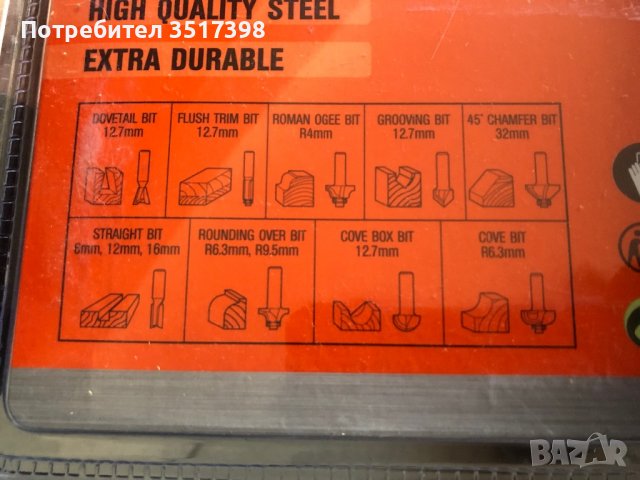 HIGH QUALITY STEEL
Потребител 3517398
EXTRA DURABLE
DOVETAIL BIT
12.7mm
FLUSH TRIM BIT
12.7mm
ROMAN OGEE BIT
R4mm
GROOVING BIT
12.7mm
45° CHAMFER BIT
32mm
STRAIGHT BIT
8mm, 12mm, 16mm
ROUNDING OVER BIT
R6.3mm, R9.5mm
COVE BOX BIT
12.7mm
COVE BIT
R6.3mm
BAZAR